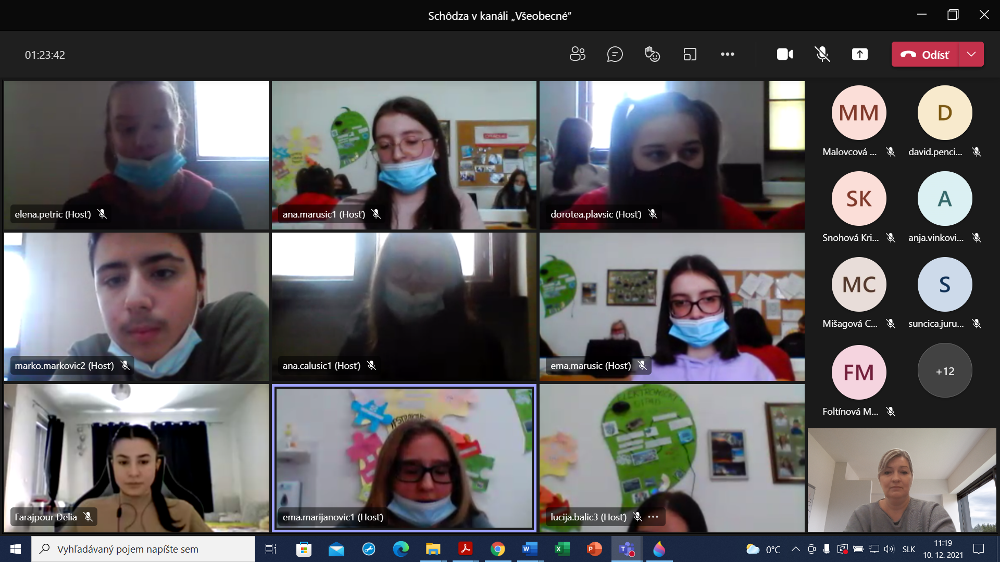 Schôdza v kanáli „Všeobecné“
01:23:42
Odísť
elena.petric (Hosť)
ana.marusic1 (Hosť)
dorotea.plavsic (Hosť)
marko.markovic2 (Hosť)
ana.calusic1 (Hosť)
ema.marusic (Hosť)
Farajpour Delia
ema.marijanovic1 (Hosť)
lucija.balic3 (Hosť)
MM
D
Malovcová ...
david.penci...
SK
A
Snohová Kri...
anja.vinkovi...
MC
S
Mišagová C...
suncica.juru...
FM
+12
Foltínová M...
ORACLE
ELEKTRONIČKI
OTPAD
Vyhľadávaný pojem napíšte sem
0°C
SLK
11:19
10. 12. 2021